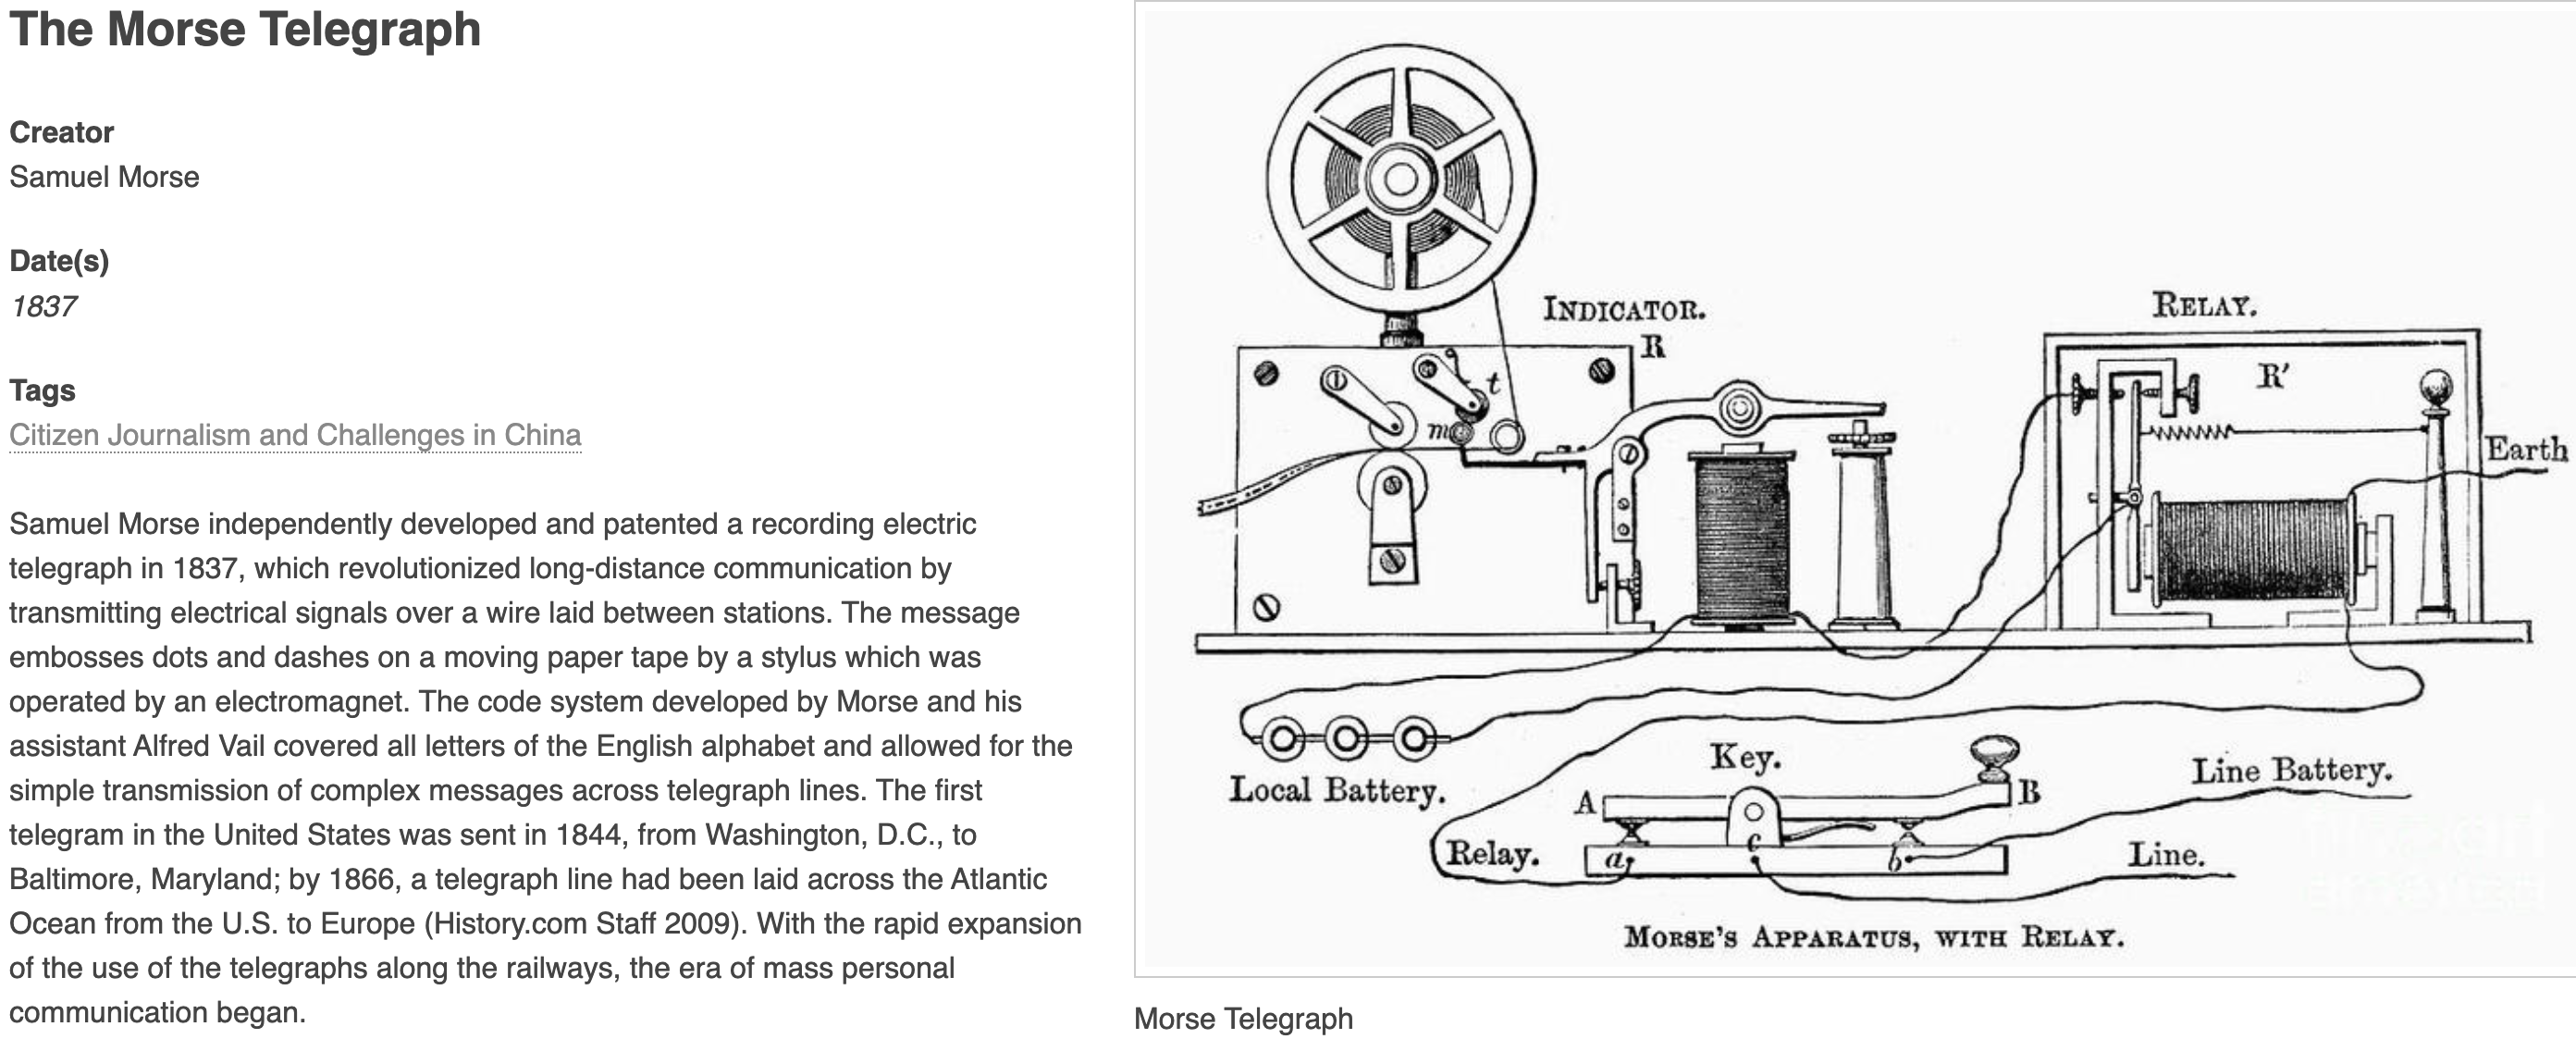 The Morse Telegraph
Creator
Samuel Morse
Date(s)
1837
Tags
Citizen Journalism and Challenges in China
Samuel Morse independently developed and patented a recording electric
telegraph in 1837, which revolutionized long-distance communication by
transmitting electrical signals over a wire laid between stations. The message
embosses dots and dashes on a moving paper tape by a stylus which was
operated by an electromagnet. The code system developed by Morse and his
assistant Alfred Vail covered all letters of the English alphabet and allowed for the
simple transmission of complex messages across telegraph lines. The first
telegram in the United States was sent in 1844, from Washington, D.C., to
Baltimore, Maryland; by 1866, a telegraph line had been laid across the Atlantic
Ocean from the U.S. to Europe (History.com Staff 2009). With the rapid expansion
of the use of the telegraphs along the railways, the era of mass personal
communication began.
INDICATOR.
R
t
m
RELAY.
R'
Earth
Local Battery.
Key.
A
B
Line Battery.
Relay.
a
c
b
Line.
MORSE'S APPARATUS, WITH RELAY.
Morse Telegraph